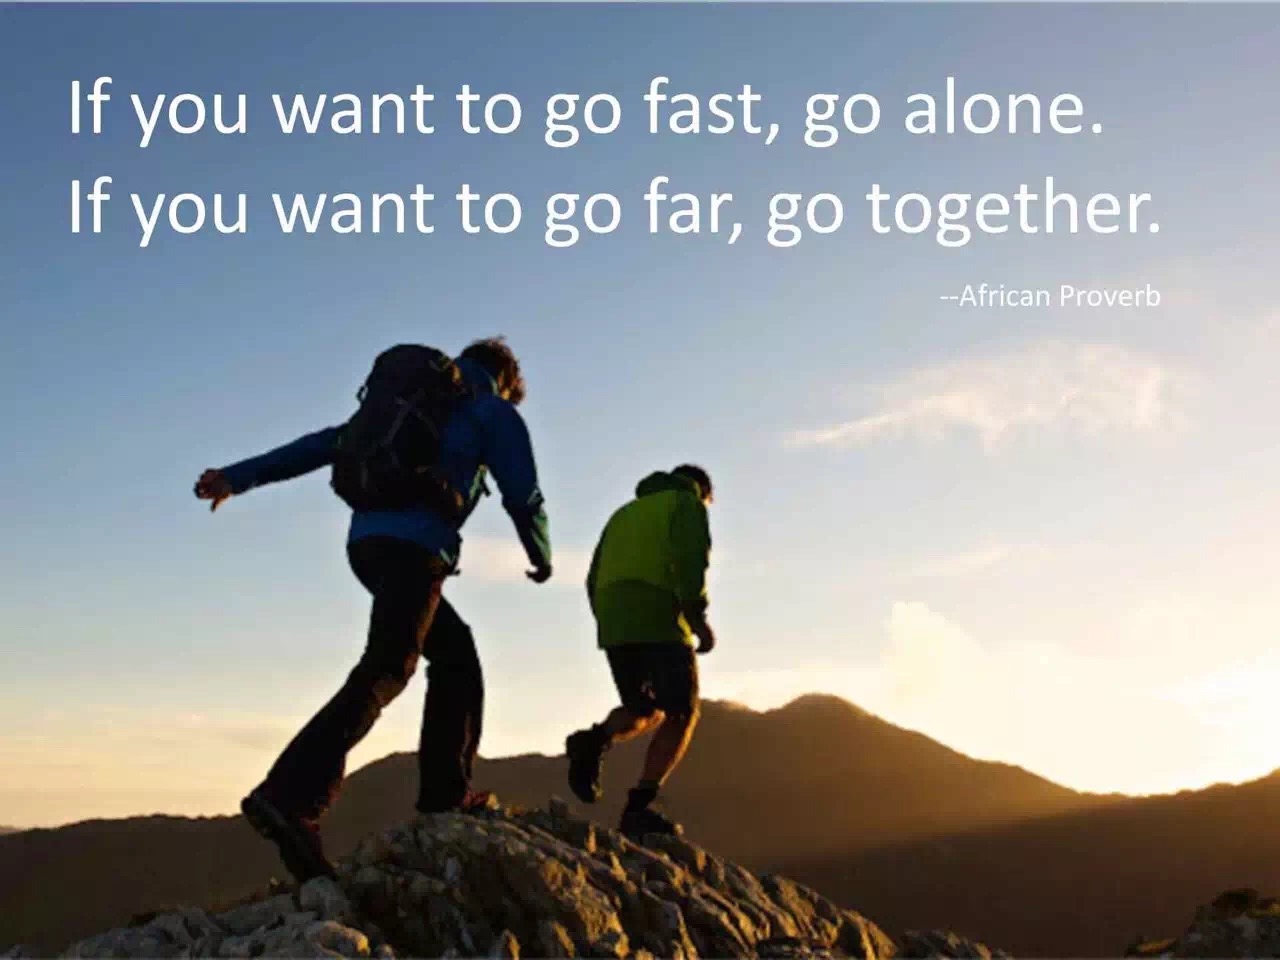 If you want to go fast, go alone.
If you want to go far, go together.
--African Proverb